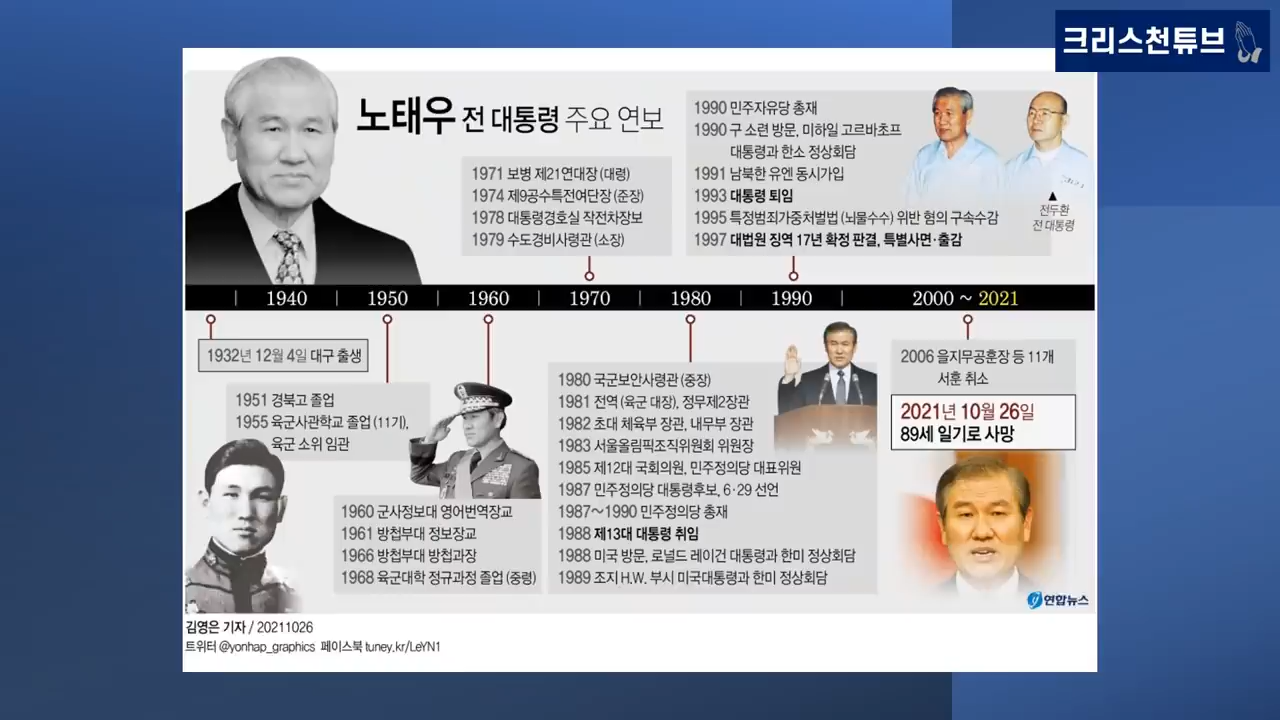 크리스천튜브
노태우 전 대통령 주요 연보
1971 보병 제21연대장 (대령)
1974 제9공수특전여단장 (준장)
1978 대통령경호실 작전차장보
1979 수도경비사령관 (소장)
1990 민주자유당 총재
1990 구 소련 방문, 미하일 고르바초프
대통령과 한소 정상회담
1991 남북한 유엔 동시가입
1993 대통령 퇴임
1995 특정범죄가중처벌법 (뇌물수수) 위반 혐의 구속수감
1997 대법원 징역 17년 확정 판결, 특별사면·출감
▲
전두환
전 대통령
1940 1950 1960 1970 1980 1990 2000 ~ 2021
1932년 12월 4일 대구 출생
1951 경북고 졸업
1955 육군사관학교 졸업 (11기),
육군 소위 임관
1960 군사정보대 영어번역장교
1961 방첩부대 정보장교
1966 방첩부대 방첩과장
1968 육군대학 정규과정 졸업 (중령)
1980 국군보안사령관 (중장)
1981 전역 (육군 대장), 정무제2장관
1982 초대 체육부 장관, 내무부 장관
1983 서울올림픽조직위원회 위원장
1985 제12대 국회의원, 민주정의당 대표위원
1987 민주정의당 대통령후보, 6·29 선언
1987~1990 민주정의당 총재
1988 제13대 대통령 취임
1988 미국 방문, 로널드 레이건 대통령과 한미 정상회담
1989 조지 H.W. 부시 미국대통령과 한미 정상회담
2006 을지무공훈장 등 11개
서훈 취소
2021년 10월 26일
89세 일기로 사망
연합뉴스
김영은 기자 / 20211026
트위터 @yonhap_graphics 페이스북 tuney.kr/LeYN1